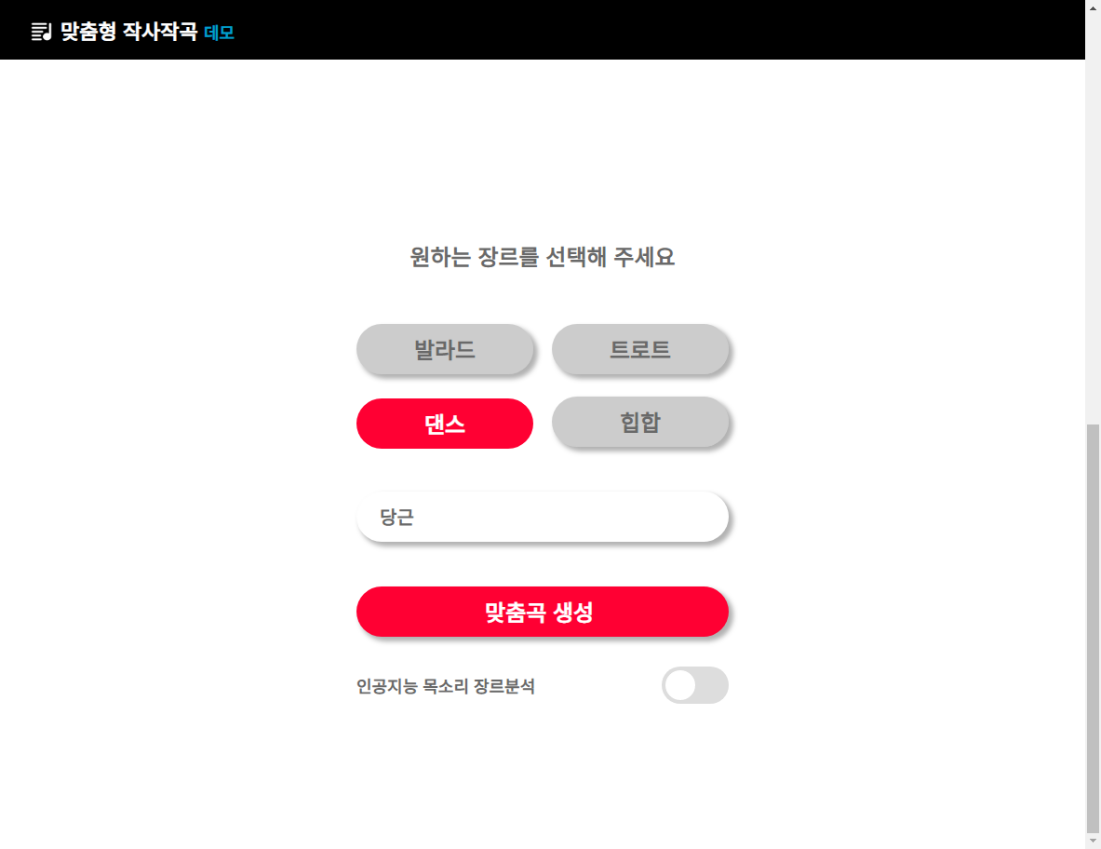 맞춤형 작사작곡 데모
원하는 장르를 선택해 주세요
발라드 트로트
댄스 힙합
당근
맞춤곡 생성
인공지능 목소리 장르분석